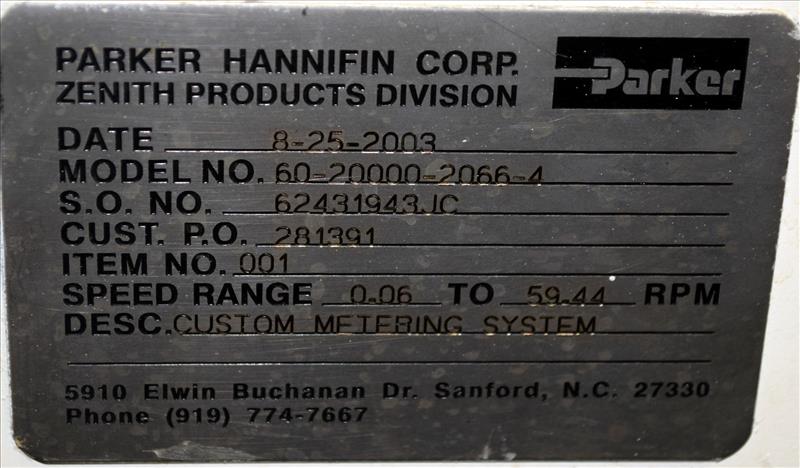 PARKER HANNIFIN CORP.
ZENITH PRODUCTS DIVISION
Parker
DATE 8-25-2003
MODEL NO. 60-20000-2066-4
S.O. NO. 62431943JC
CUST. P.O. 281391
ITEM NO. 001
SPEED RANGE 0.06 TO 59.44 RPM
DESC. CUSTOM METERING SYSTEM
5910 Elwin Buchanan Dr. Sanford, N.C. 27330
Phone (919) 774-7667